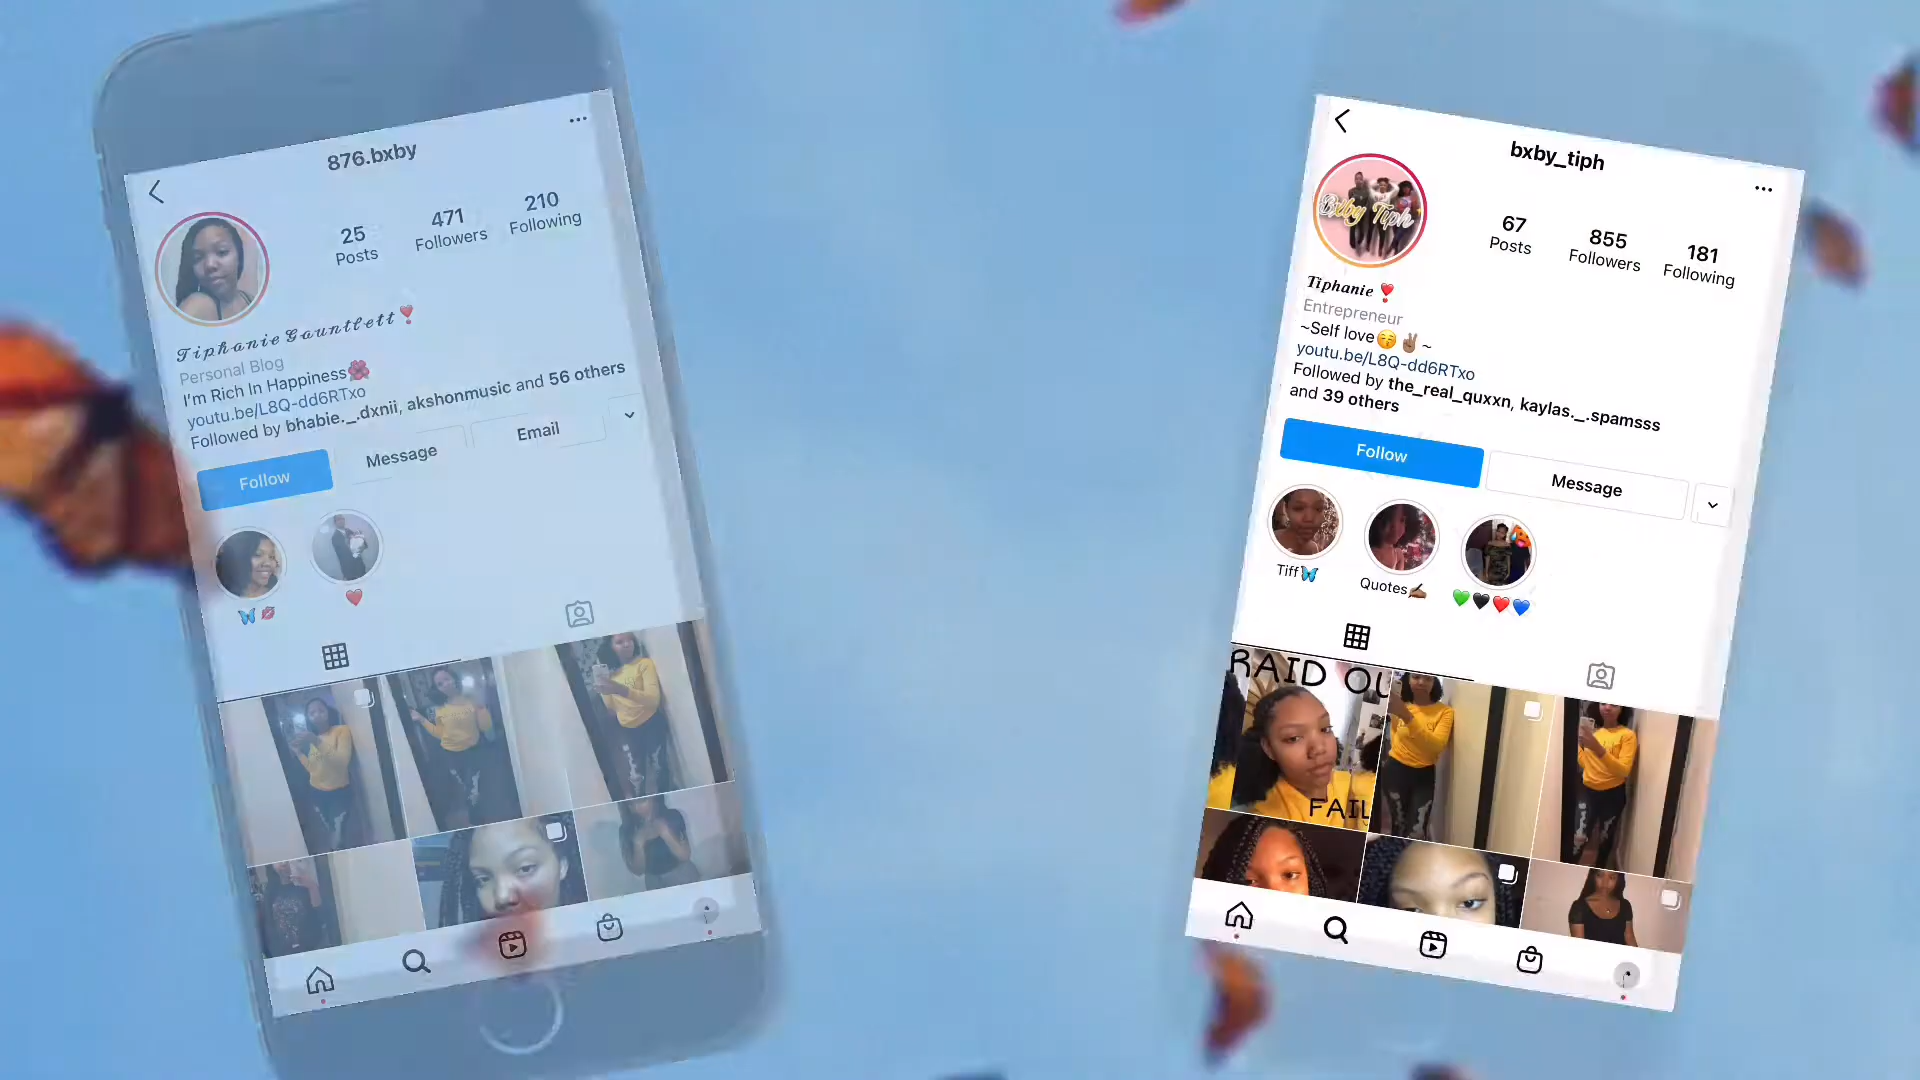 876.bxby
25
Posts
471
Followers
210
Following
𝒯𝒾𝓅𝒽𝒶𝓃𝒾ℯ 𝒢𝒶𝓊𝓃𝓉𝓁ℯ𝓉𝓉❣️
Personal Blog
I'm Rich In Happiness🌺
youtu.be/L8Q-dd6RTxo
Followed by bhabie._.dxnii, akshonmusic and 56 others
Follow
Message
Email
🦋💋
❤️
bxby_tiph
Bxby Tiph
67
Posts
855
Followers
181
Following
𝑻𝒊𝒑𝒉𝒂𝒏𝒊𝒆 ❣️
Entrepreneur
~Self love😚✌🏽~
youtu.be/L8Q-dd6RTxo
Followed by the_real_quxxn, kaylas._.spamsss
and 39 others
Follow
Message
Tiff🦋
Quotes✍🏾
💚🖤❤️💙
RAID OU
FAIL